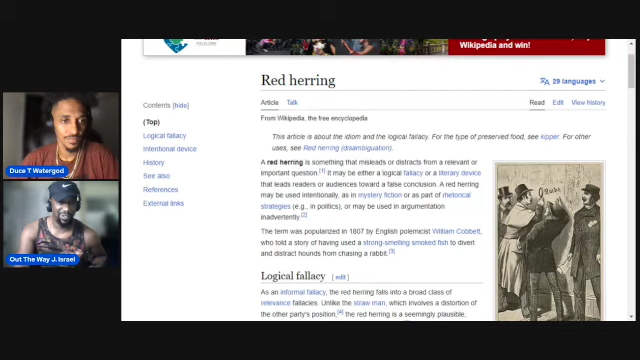 Wikipedia and win!
Red herring
29 languages
Contents [hide]
(Top)
Logical fallacy
Intentional device
History
See also
References
External links
Article Talk
Read Edit View history
From Wikipedia, the free encyclopedia
This article is about the idiom and the logical fallacy. For the type of preserved food, see kipper. For other
uses, see Red herring (disambiguation).
A red herring is something that misleads or distracts from a relevant or
important question.[1] It may be either a logical fallacy or a literary device
that leads readers or audiences toward a false conclusion. A red herring
may be used intentionally, as in mystery fiction or as part of rhetorical
strategies (e.g., in politics), or may be used in argumentation
inadvertently.[2]
The term was popularized in 1807 by English polemicist William Cobbett,
who told a story of having used a strong-smelling smoked fish to divert
and distract hounds from chasing a rabbit.[3]
Logical fallacy [ edit ]
As an informal fallacy, the red herring falls into a broad class of
relevance fallacies. Unlike the straw man, which involves a distortion of
the other party's position,[4] the red herring is a seemingly plausible,
Duce T Watergod
Out The Way J. Israel